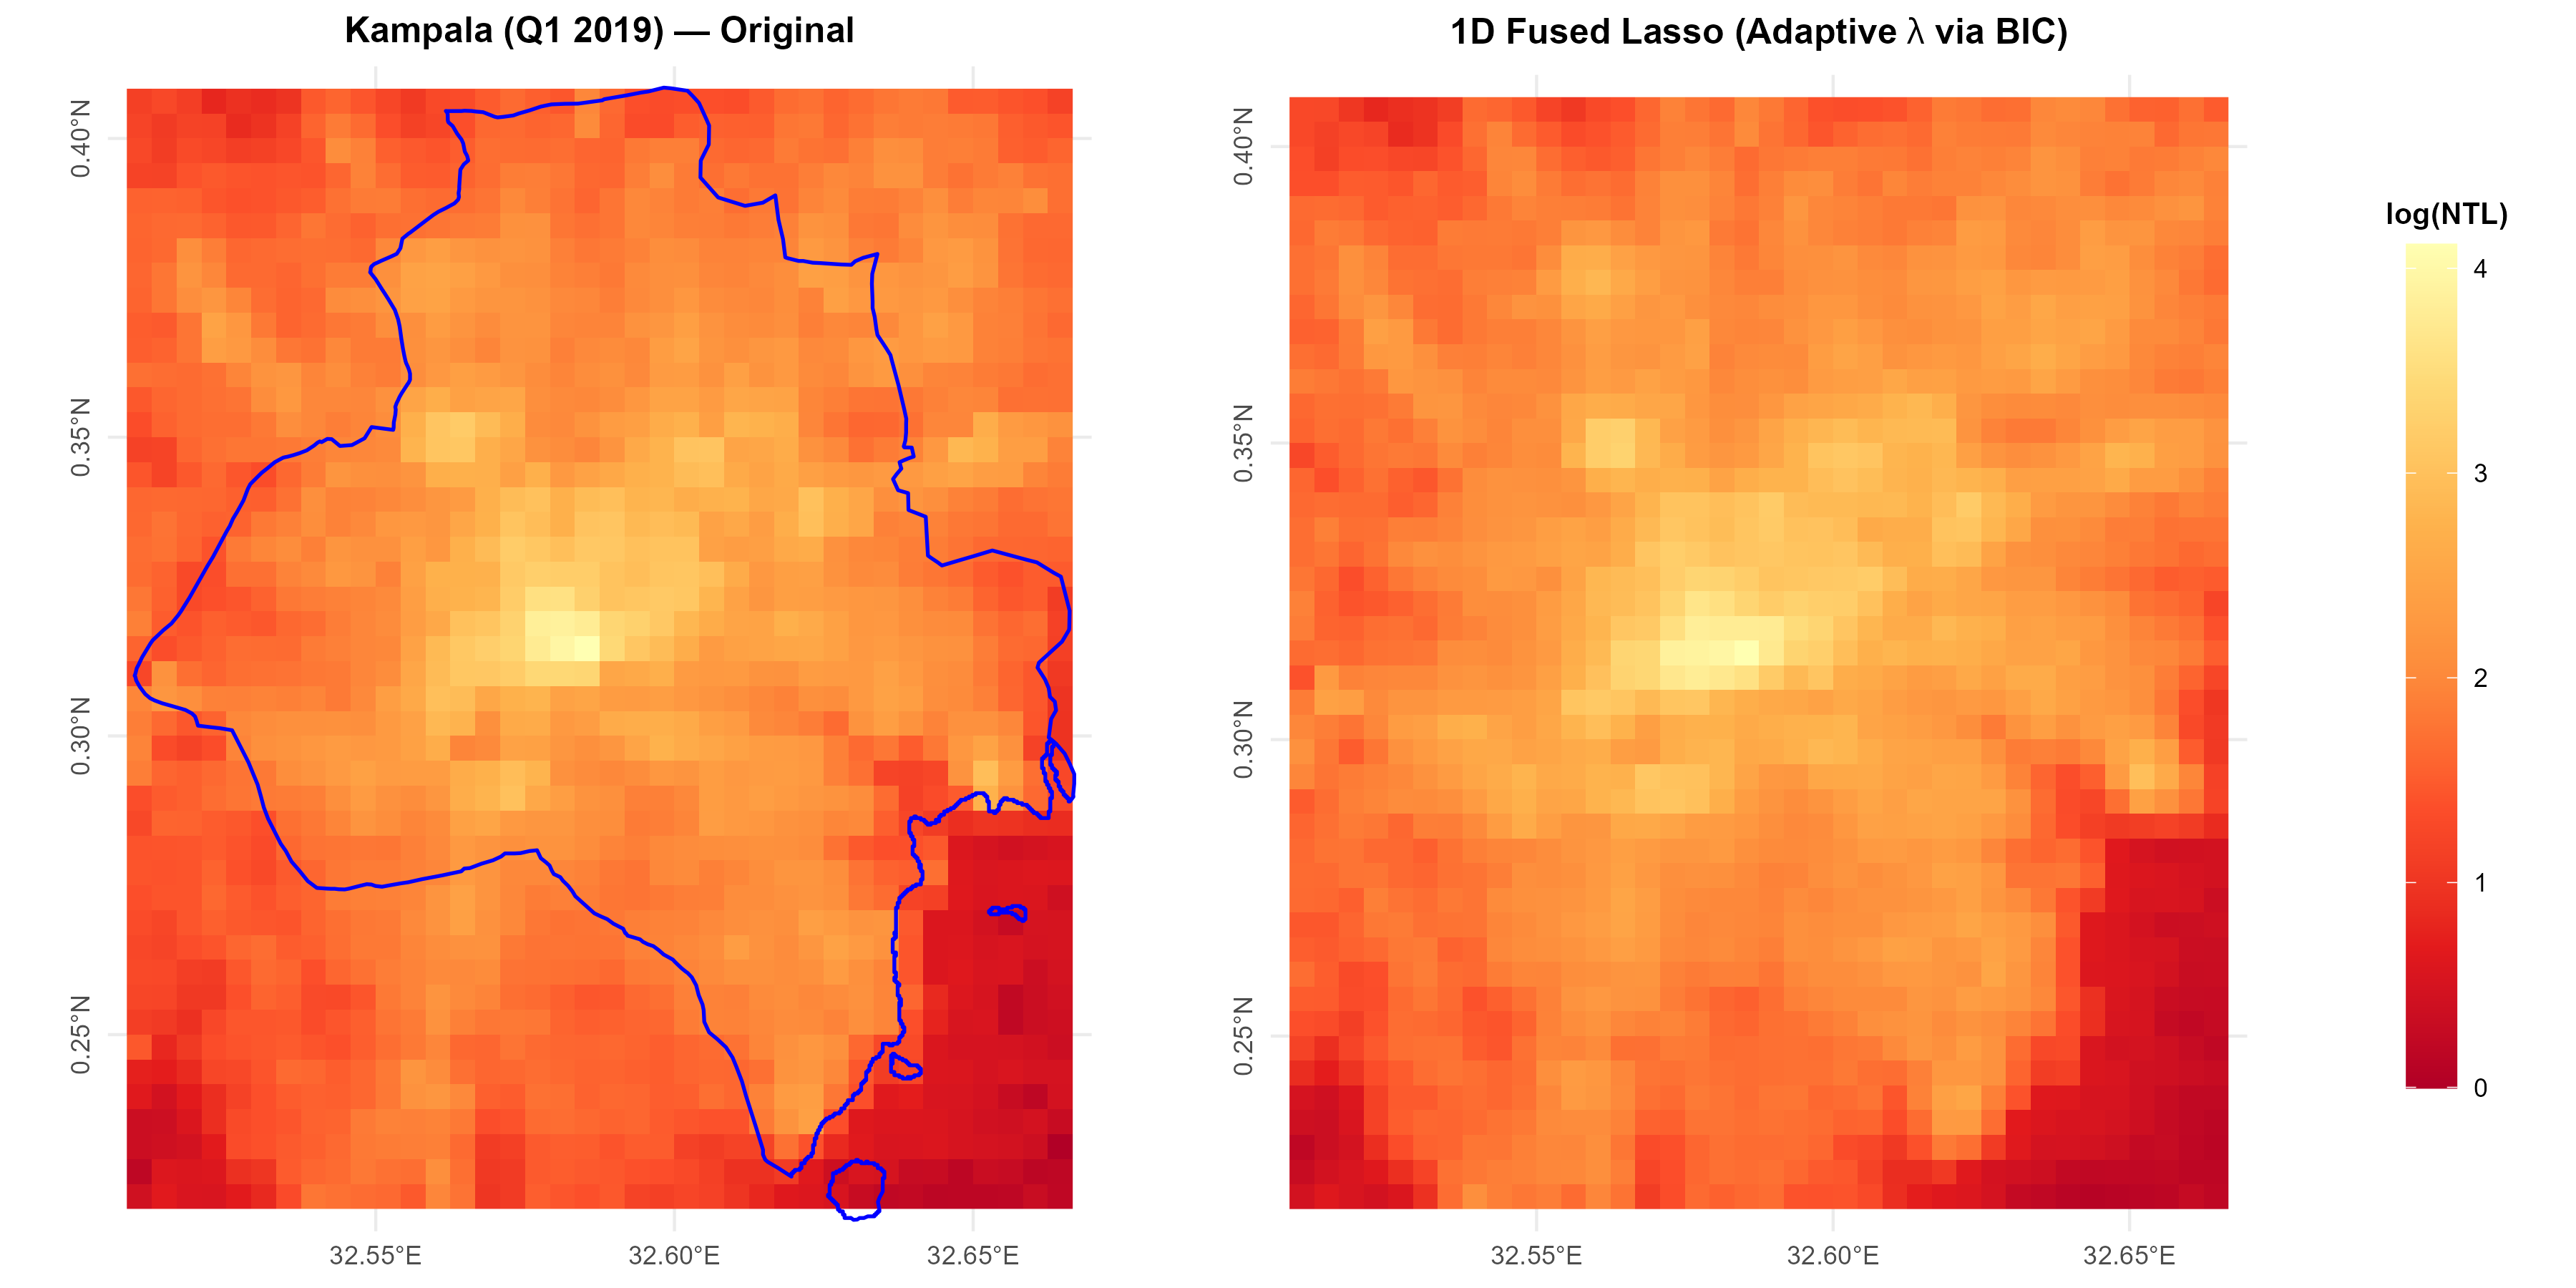 Kampala (Q1 2019) — Original
0.40°N
0.35°N
0.30°N
0.25°N
32.55°E
32.60°E
32.65°E
1D Fused Lasso (Adaptive λ via BIC)
0.40°N
0.35°N
0.30°N
0.25°N
32.55°E
32.60°E
32.65°E
log(NTL)
4
3
2
1
0